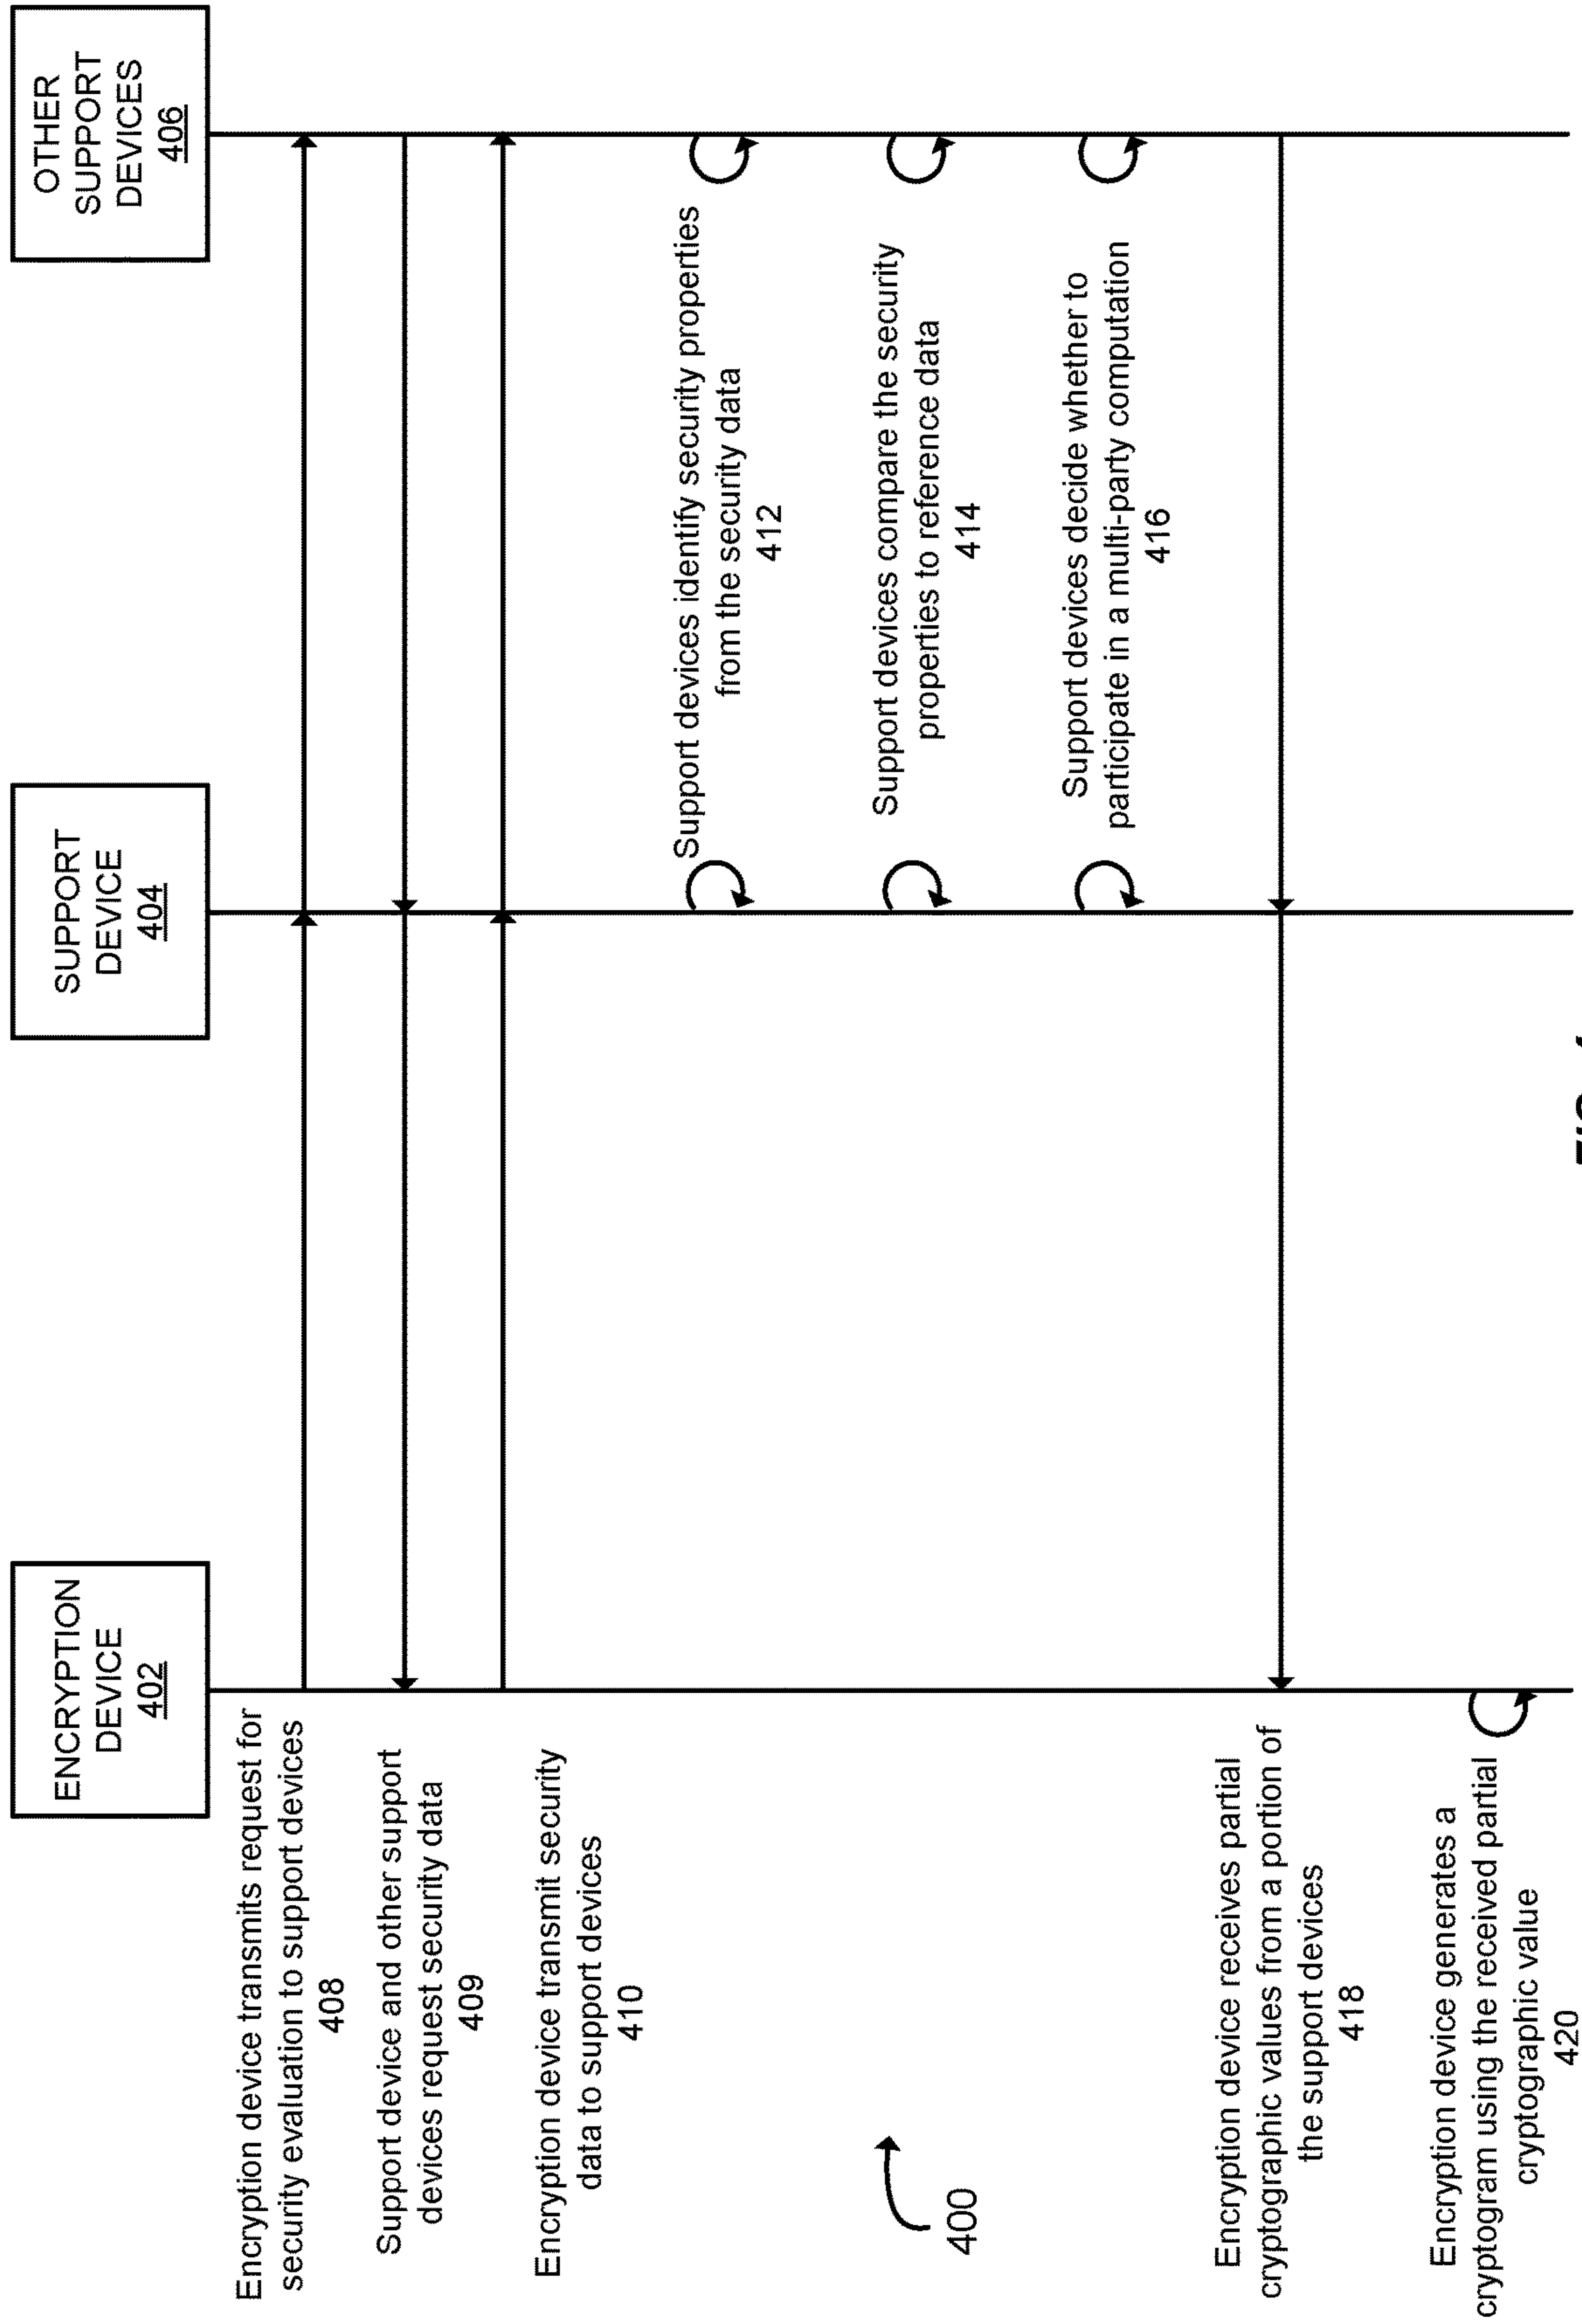 ENCRYPTION
DEVICE
402
SUPPORT
DEVICE
404
OTHER
SUPPORT
DEVICES
406
Encryption device transmits request for
security evaluation to support devices
408
Support device and other support
devices request security data
409
Encryption device transmit security
data to support devices
410
Support devices identify security properties
from the security data
412
Support devices compare the security
properties to reference data
414
Support devices decide whether to
participate in a multi-party computation
416
400
Encryption device receives partial
cryptographic values from a portion of
the support devices
418
Encryption device generates a
cryptogram using the received partial
cryptographic value
420